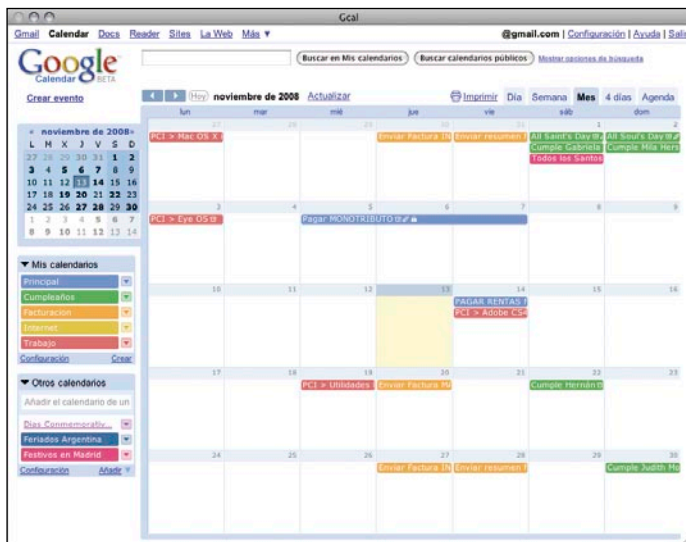 Gcal
Gmail Calendar Docs Reader Sites La Web Más ▼
@gmail.com | Configuración | Ayuda | Sali
Google
Calendar BETA
Buscar en Mis calendarios
Buscar calendarios públicos
Mostrar opciones de búsqueda
Crear evento
Hoy noviembre de 2008 Actualizar
Imprimir Día Semana Mes 4 días Agenda
« noviembre de 2008»
L M X J V S D
27 28 29 30 31 1 2
3 4 5 6 7 8 9
10 11 12 13 14 15 16
17 18 19 20 21 22 23
24 25 26 27 28 29 30
1 2 3 4 5 6 7
8 9 10 11 12 13 14
▼ Mis calendarios
Principal
Cumpleaños
Facturación
Internet
Trabajo
Configuración Crear
▼ Otros calendarios
Añadir el calendario de un
Días Conmemorativ...
Feriados Argentina
Festivos en Madrid
Configuración Añadir ▼
lun mar mié jue vie sáb dom
27 28 29 30 31 1 2
PCI > Mac OS X
Enviar Factura IN
Enviar resumen
All Saint's Day
All Soul's Day
Cumple Gabriela
Cumple Mila Hers
Todos los Santos
3 4 5 6 7 8 9
PCI > Eye OS
Pagar MONOTRIBUTO
10 11 12 13 14 15 16
PAGAR RENTAS
PCI > Adobe CS4
17 18 19 20 21 22 23
PCI > Utilidades
Enviar Factura
Cumple Hernán
24 25 26 27 28 29 30
Enviar Factura IN
Enviar resumen
Cumple Judith Mo